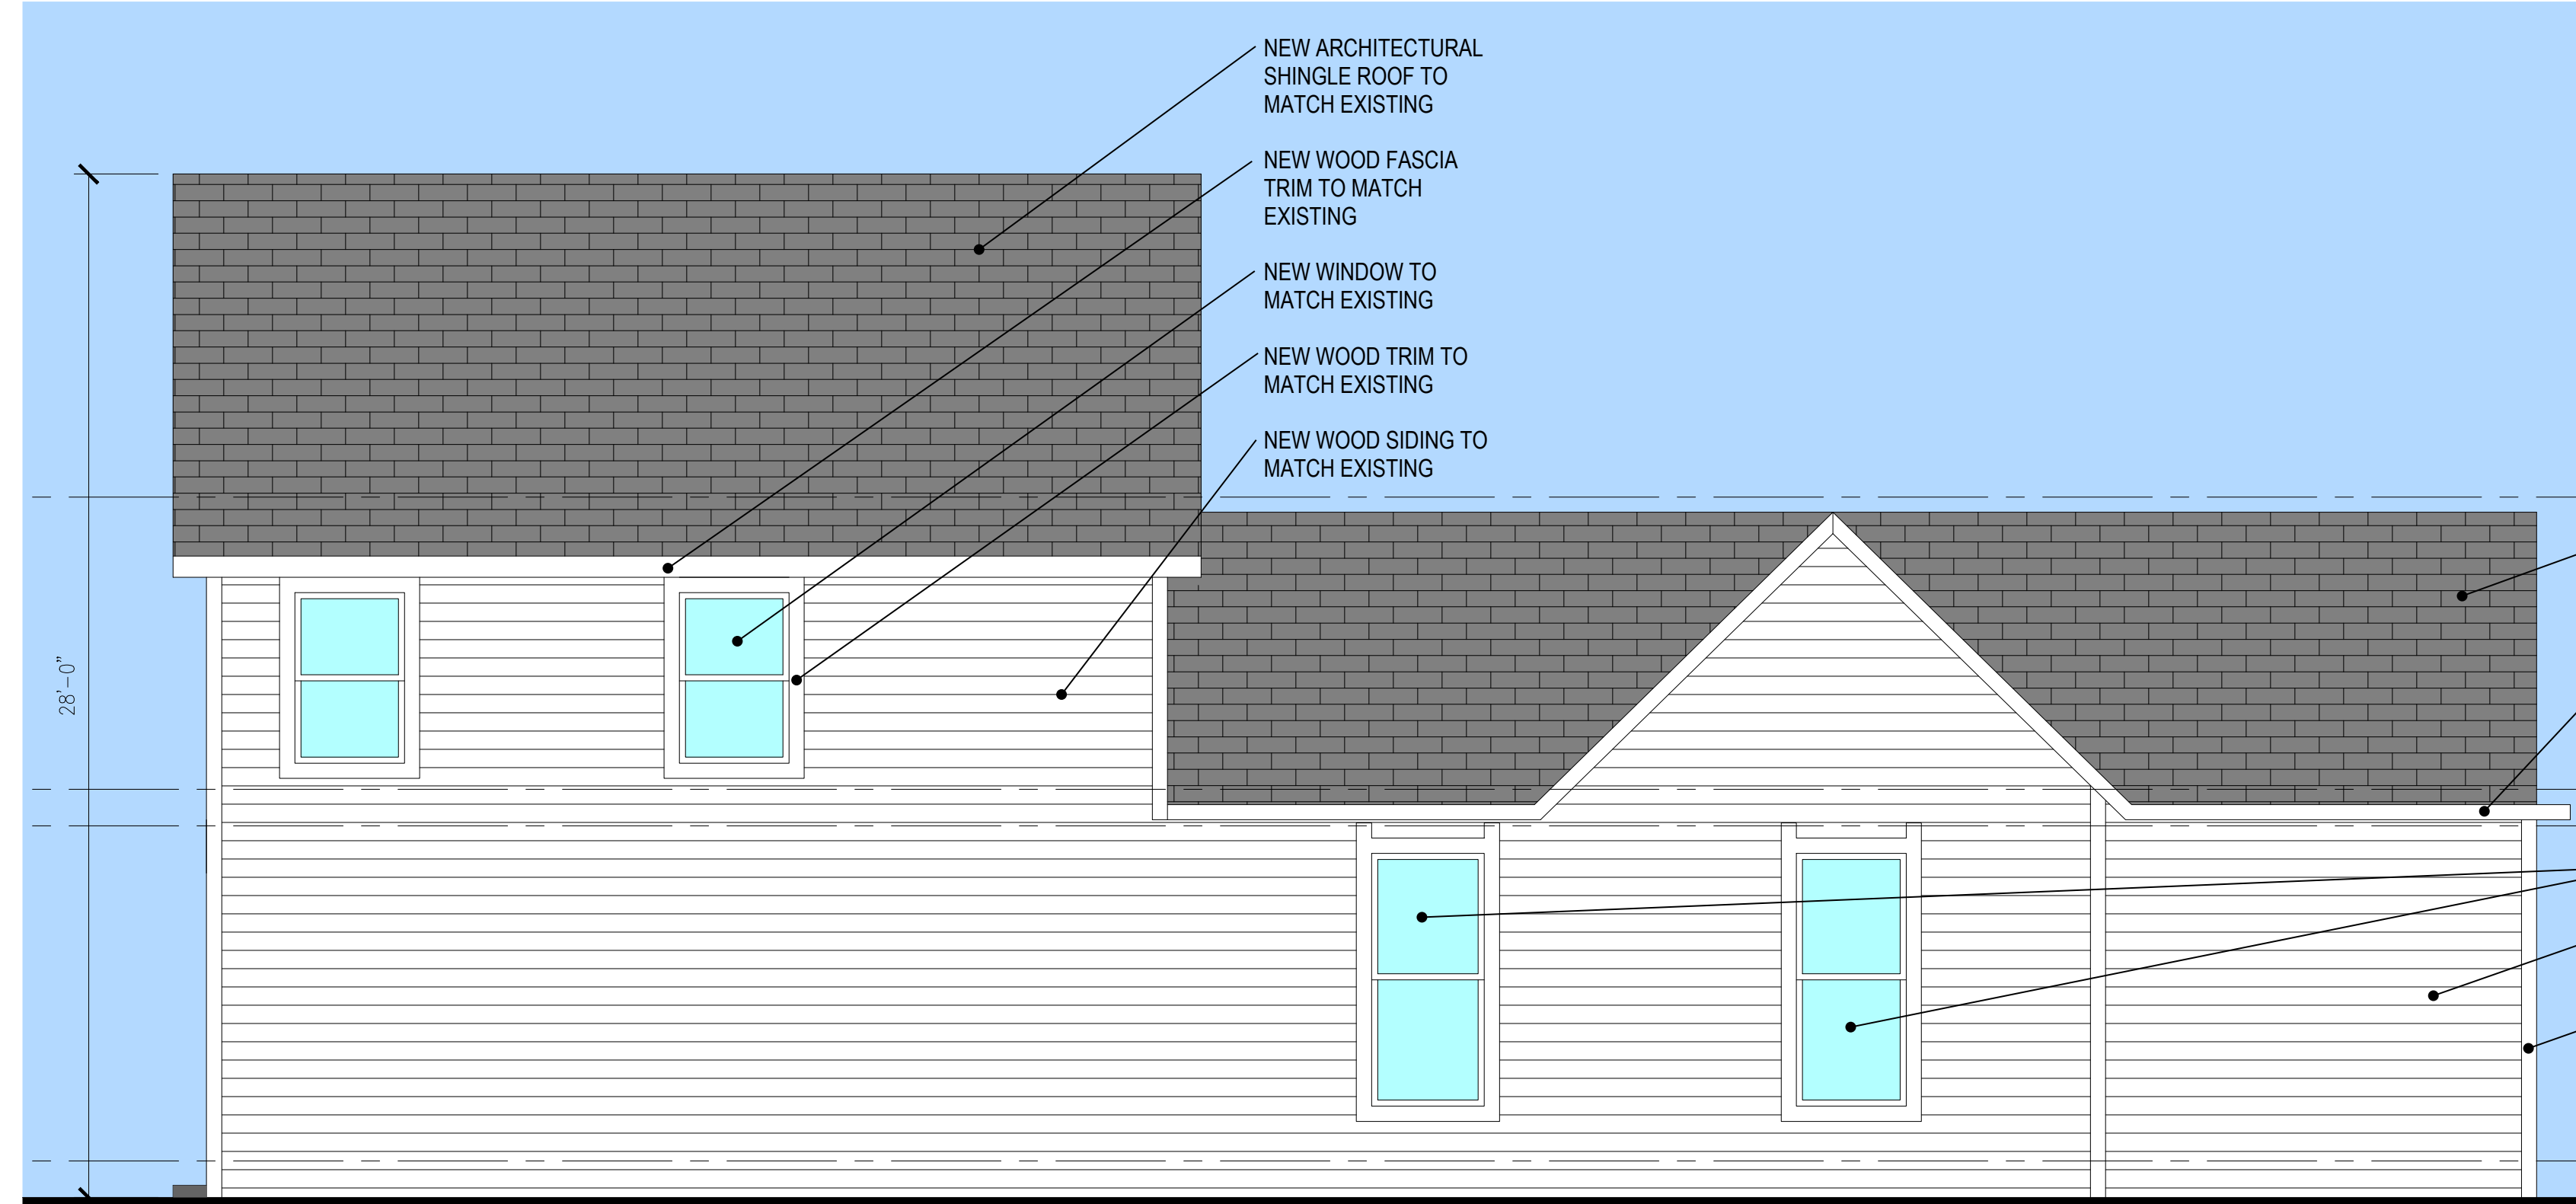 NEW ARCHITECTURAL
SHINGLE ROOF TO
MATCH EXISTING
NEW WOOD FASCIA
TRIM TO MATCH
EXISTING
NEW WINDOW TO
MATCH EXISTING
NEW WOOD TRIM TO
MATCH EXISTING
NEW WOOD SIDING TO
MATCH EXISTING
28'-0"